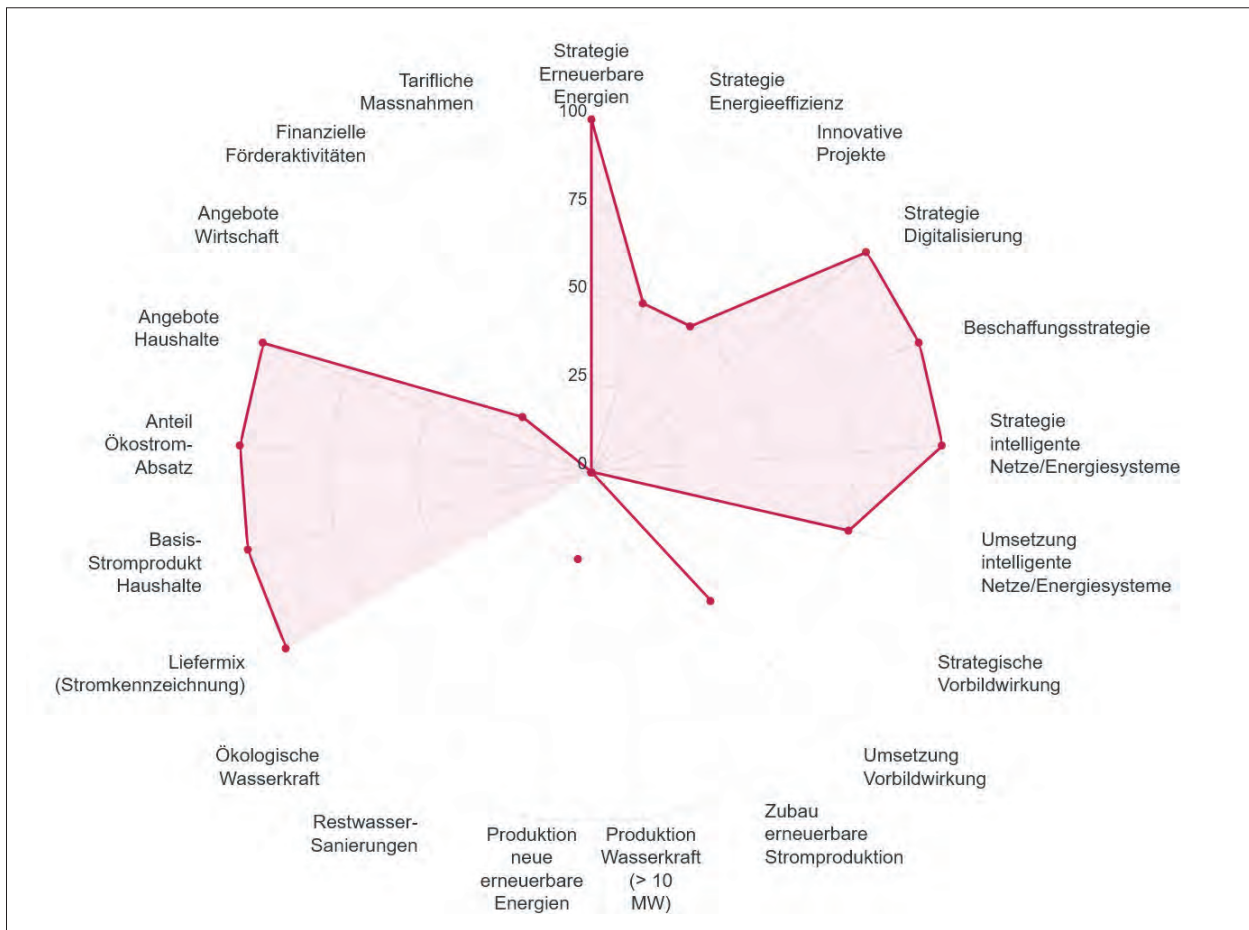 Strategie
Erneuerbare
Energien
Strategie
Energieeffizienz
Innovative
Projekte
Strategie
Digitalisierung
Beschaffungsstrategie
Strategie
intelligente
Netze/Energiesysteme
Umsetzung
intelligente
Netze/Energiesysteme
Strategische
Vorbildwirkung
Umsetzung
Vorbildwirkung
Zubau
erneuerbare
Stromproduktion
Produktion
Wasserkraft
(> 10
MW)
Produktion
neue
erneuerbare
Energien
Restwasser-
Sanierungen
Ökologische
Wasserkraft
Liefermix
(Stromkennzeichnung)
Basis-
Stromprodukt
Haushalte
Anteil
Ökostrom-
Absatz
Angebote
Haushalte
Angebote
Wirtschaft
Finanzielle
Förderaktivitäten
Tarifliche
Massnahmen
100
75
50
25
0